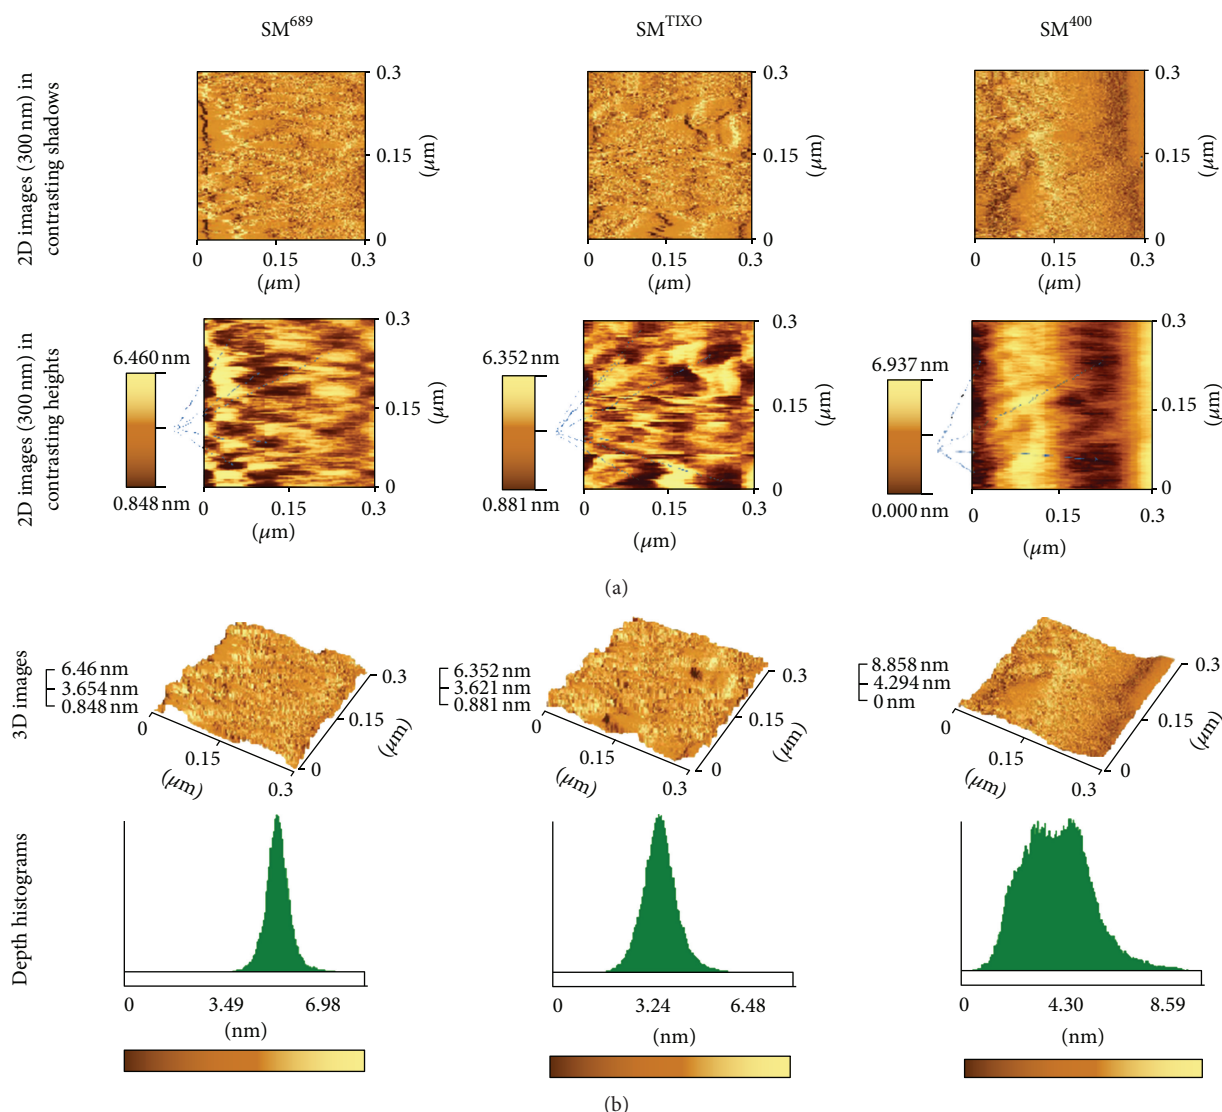 SM^689 SM^TIXO SM^400
2D images (300 nm) in
contrasting shadows
0.3
0.15
(μm)
0
0 0.15 0.3
(μm)
0.3
0.15
(μm)
0
0 0.15 0.3
(μm)
0.3
0.15
(μm)
0
0 0.15 0.3
(μm)
2D images (300 nm) in
contrasting heights
6.460 nm
0.848 nm
0.3
0.15
(μm)
0
0 0.15 0.3
(μm)
6.352 nm
0.881 nm
0.3
0.15
(μm)
0
0 0.15 0.3
(μm)
6.937 nm
0.000 nm
0.3
0.15
(μm)
0
0 0.15 0.3
(μm)
(a)
3D images
6.46 nm
3.654 nm
0.848 nm
0
0.15
0.3
(μm)
0
0.15
0.3
(μm)
6.352 nm
3.621 nm
0.881 nm
0
0.15
0.3
(μm)
0
0.15
0.3
(μm)
8.858 nm
4.294 nm
0 nm
0
0.15
0.3
(μm)
0
0.15
0.3
(μm)
Depth histograms
0 3.49 6.98
(nm)
0 3.24 6.48
(nm)
0 4.30 8.59
(nm)
(b)